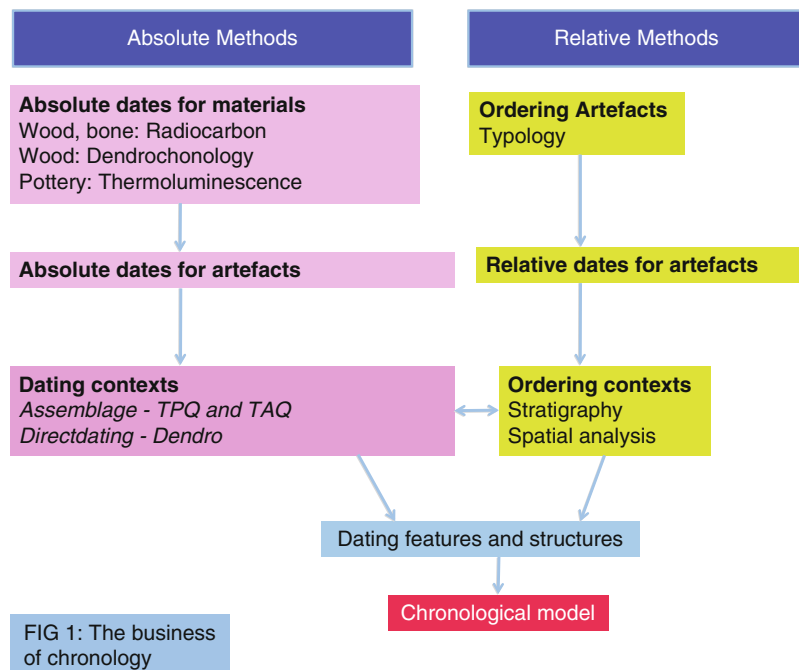 Absolute Methods
Relative Methods
Absolute dates for materials
Wood, bone: Radiocarbon
Wood: Dendrochonology
Pottery: Thermoluminescence
Ordering Artefacts
Typology
Absolute dates for artefacts
Relative dates for artefacts
Dating contexts
Assemblage - TPQ and TAQ
Directdating - Dendro
Ordering contexts
Stratigraphy
Spatial analysis
Dating features and structures
Chronological model
FIG 1: The business
of chronology